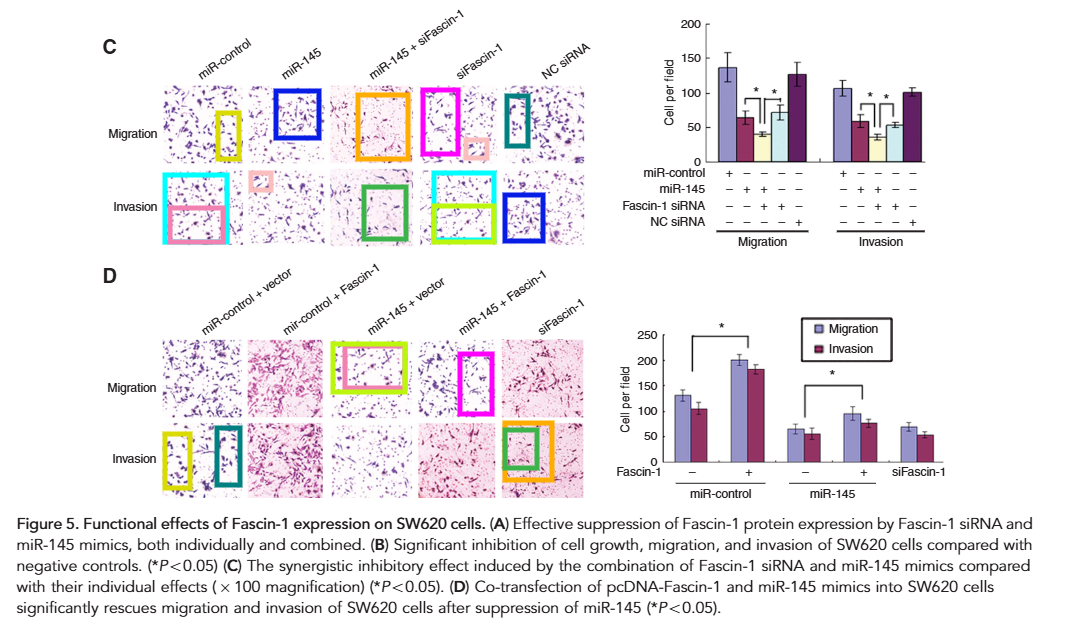 C
miR-control
miR-145
miR-145 + siFascin-1
siFascin-1
NC siRNA
Migration
Invasion
200
150
100
50
0
Cell per field
* * * *
miR-control + – – – – + – – – –
miR-145 – + + – – – + + – –
Fascin-1 siRNA – – + + – – – + + –
NC siRNA – – – – + – – – – +
Migration Invasion
D
miR-control + vector
mir-control + Fascin-1
miR-145 + vector
miR-145 + Fascin-1
siFascin-1
Migration
Invasion
250
200
150
100
50
0
Cell per field
Migration
Invasion
*
*
Fascin-1 – + – + siFascin-1
miR-control miR-145
Figure 5. Functional effects of Fascin-1 expression on SW620 cells. (A) Effective suppression of Fascin-1 protein expression by Fascin-1 siRNA and
miR-145 mimics, both individually and combined. (B) Significant inhibition of cell growth, migration, and invasion of SW620 cells compared with
negative controls. (*P<0.05) (C) The synergistic inhibitory effect induced by the combination of Fascin-1 siRNA and miR-145 mimics compared
with their individual effects (×100 magnification) (*P<0.05). (D) Co-transfection of pcDNA-Fascin-1 and miR-145 mimics into SW620 cells
significantly rescues migration and invasion of SW620 cells after suppression of miR-145 (*P<0.05).